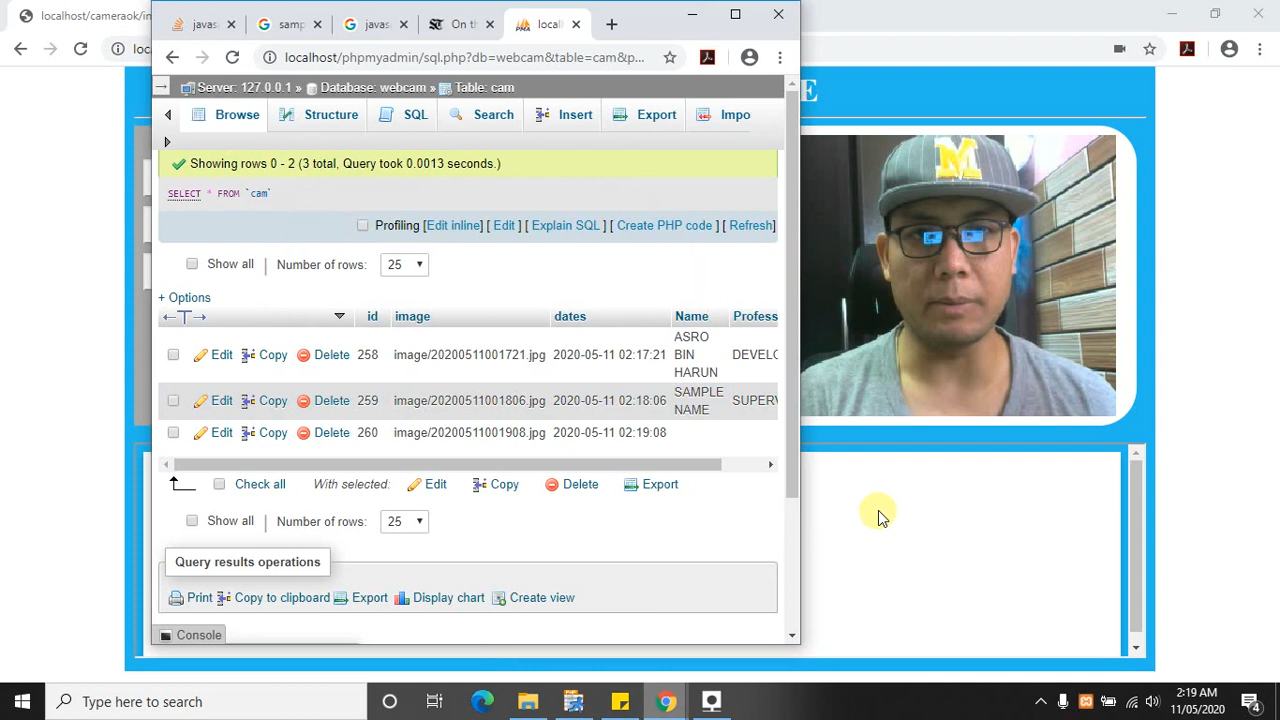 localhost/cameraok/in
javas
samp
javas
On th
locall
localhost/phpmyadmin/sql.php?db=webcam&table=cam&p...
Server: 127.0.0.1 » Database: webcam » Table: cam
Browse Structure SQL Search Insert Export Impo
E
M
Showing rows 0 - 2 (3 total, Query took 0.0013 seconds.)
SELECT * FROM `cam`
Profiling [Edit inline] [ Edit ] [ Explain SQL ] [ Create PHP code ] [ Refresh]
Show all | Number of rows: 25
+ Options
←T→ id image dates Name Profess
Edit Copy Delete 258 image/20200511001721.jpg 2020-05-11 02:17:21 ASRO BIN HARUN DEVELO
Edit Copy Delete 259 image/20200511001806.jpg 2020-05-11 02:18:06 SAMPLE NAME SUPERV
Edit Copy Delete 260 image/20200511001908.jpg 2020-05-11 02:19:08
Check all With selected: Edit Copy Delete Export
Show all | Number of rows: 25
Query results operations
Print Copy to clipboard Export Display chart Create view
Console
Type here to search
2:19 AM
11/05/2020
4